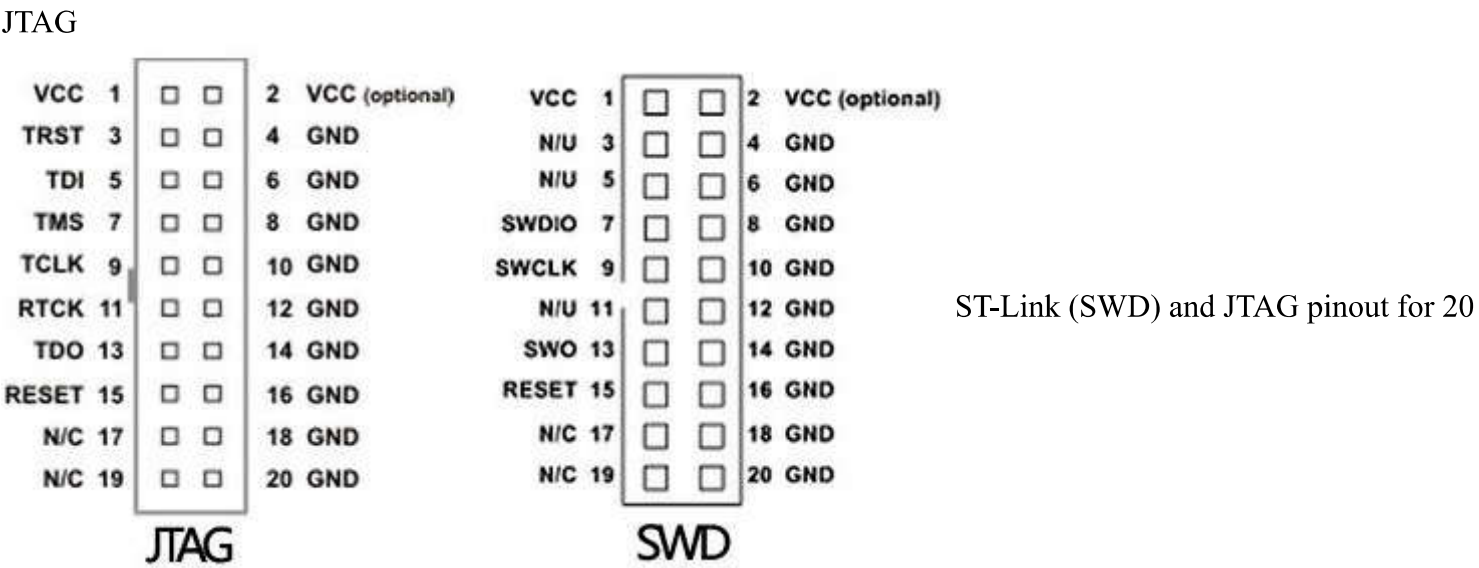 JTAG
VCC 1 2 VCC (optional)
TRST 3 4 GND
TDI 5 6 GND
TMS 7 8 GND
TCLK 9 10 GND
RTCK 11 12 GND
TDO 13 14 GND
RESET 15 16 GND
N/C 17 18 GND
N/C 19 20 GND
JTAG
VCC 1 2 VCC (optional)
N/U 3 4 GND
N/U 5 6 GND
SWDIO 7 8 GND
SWCLK 9 10 GND
N/U 11 12 GND
SWO 13 14 GND
RESET 15 16 GND
N/C 17 18 GND
N/C 19 20 GND
SWD
ST-Link (SWD) and JTAG pinout for 20